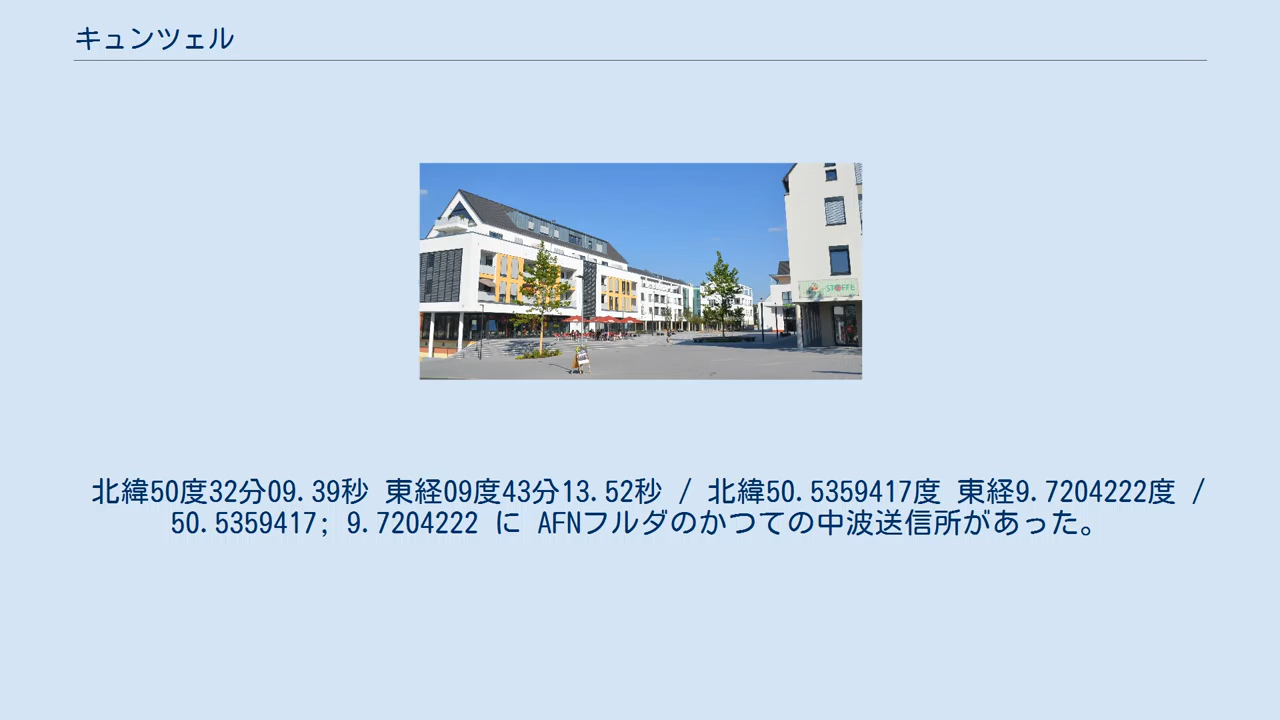 キュンツェル
STOFFE
北緯50度32分09.39秒 東経09度43分13.52秒 / 北緯50.5359417度 東経9.7204222度 /
50.5359417; 9.7204222 に AFNフルダのかつての中波送信所があった。